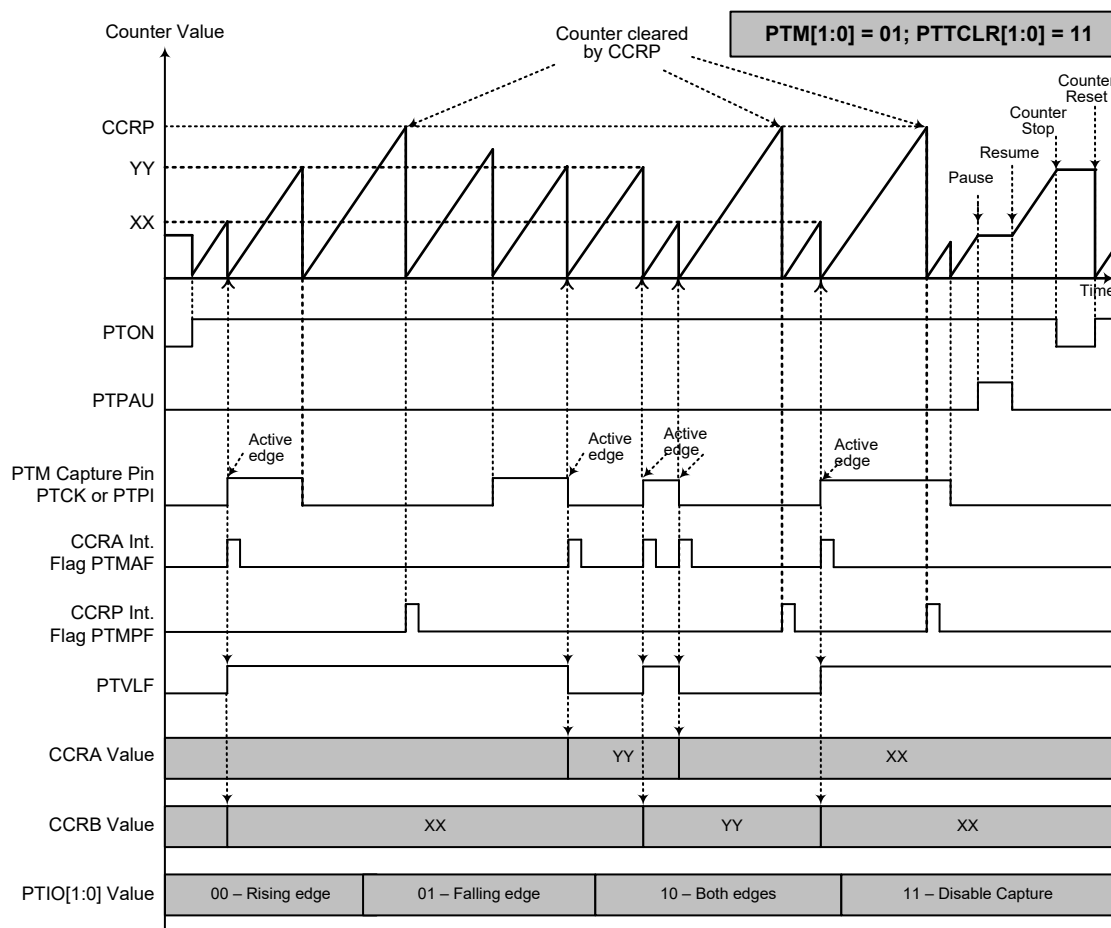 Counter Value
Counter cleared
by CCRP
PTM[1:0] = 01; PTTCLR[1:0] = 11
Counter
Reset
Counter
Stop
Resume
Pause
CCRP
YY
XX
Time
PTON
PTPAU
Active
edge
Active
edge
Active
edge
Active
edge
PTM Capture Pin
PTCK or PTPI
CCRA Int.
Flag PTMAF
CCRP Int.
Flag PTMPF
PTVLF
CCRA Value
YY
XX
CCRB Value
XX
YY
XX
PTIO[1:0] Value
00 – Rising edge
01 – Falling edge
10 – Both edges
11 – Disable Capture